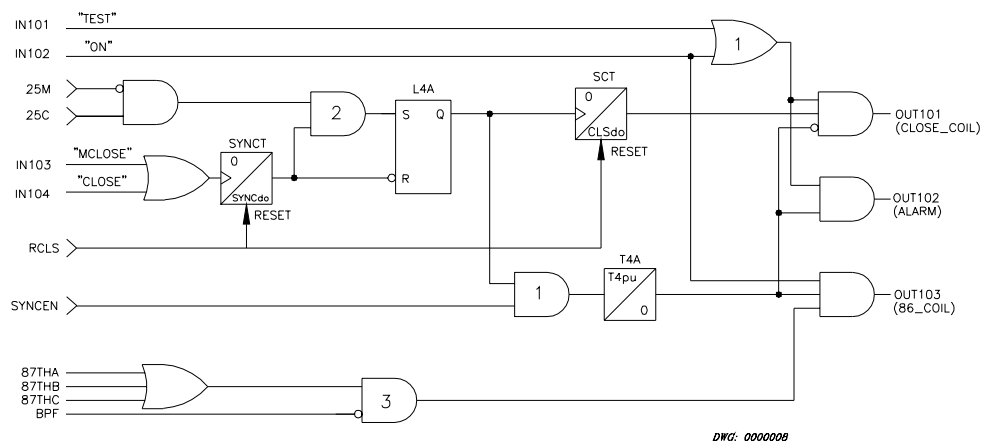 IN101 "TEST"
IN102 "ON"
1
25M
25C
2
L4A
S Q
R
SCT
0
CLSdo
RESET
OUT101
(CLOSE_COIL)
IN103 "MCLOSE"
IN104 "CLOSE"
SYNCT
0
SYNCdo
RESET
OUT102
(ALARM)
RCLS
SYNCEN
1
T4A
T4pu
0
OUT103
(86_COIL)
87THA
87THB
87THC
BPF
3
DWG: 0000008